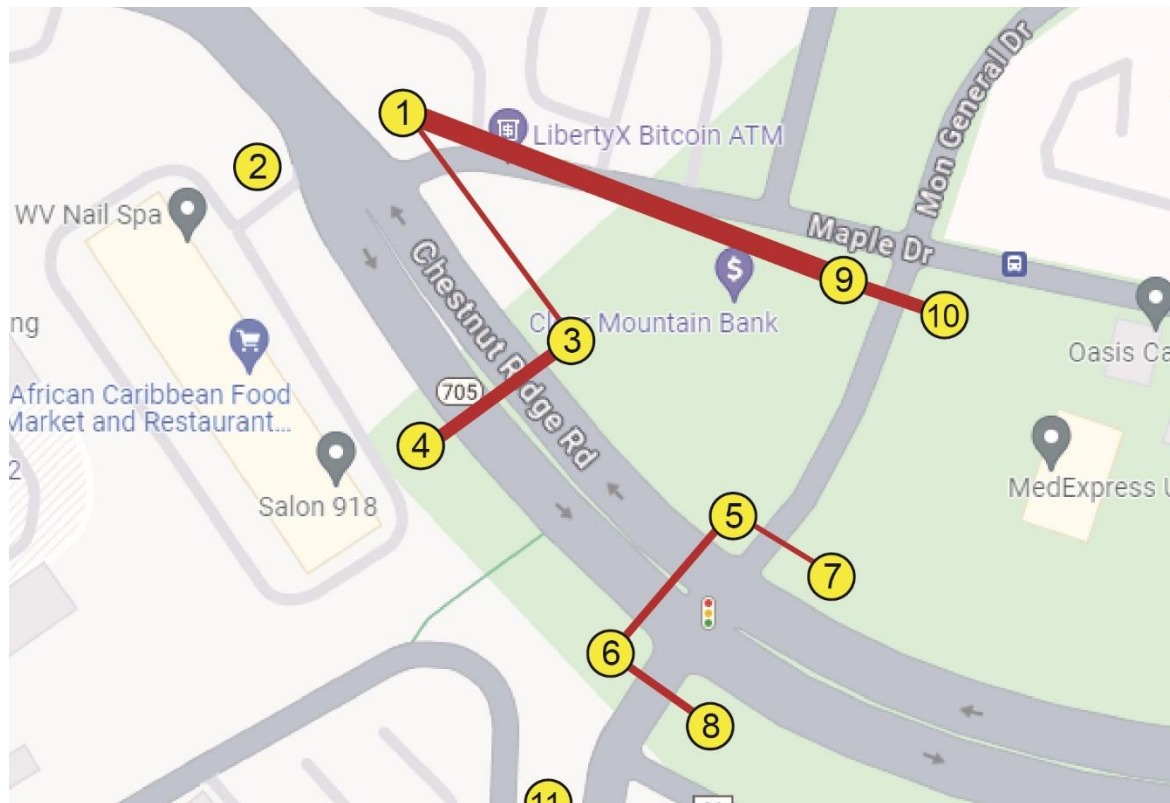 1
LibertyX Bitcoin ATM
Mon General Dr
2
WV Nail Spa
Maple Dr
9
10
Chestnut Ridge Rd
3
Mountain Bank
ng
Oasis Ca
African Caribbean Food
Market and Restaurant...
705
4
2
Salon 918
MedExpress U
5
7
6
8
11